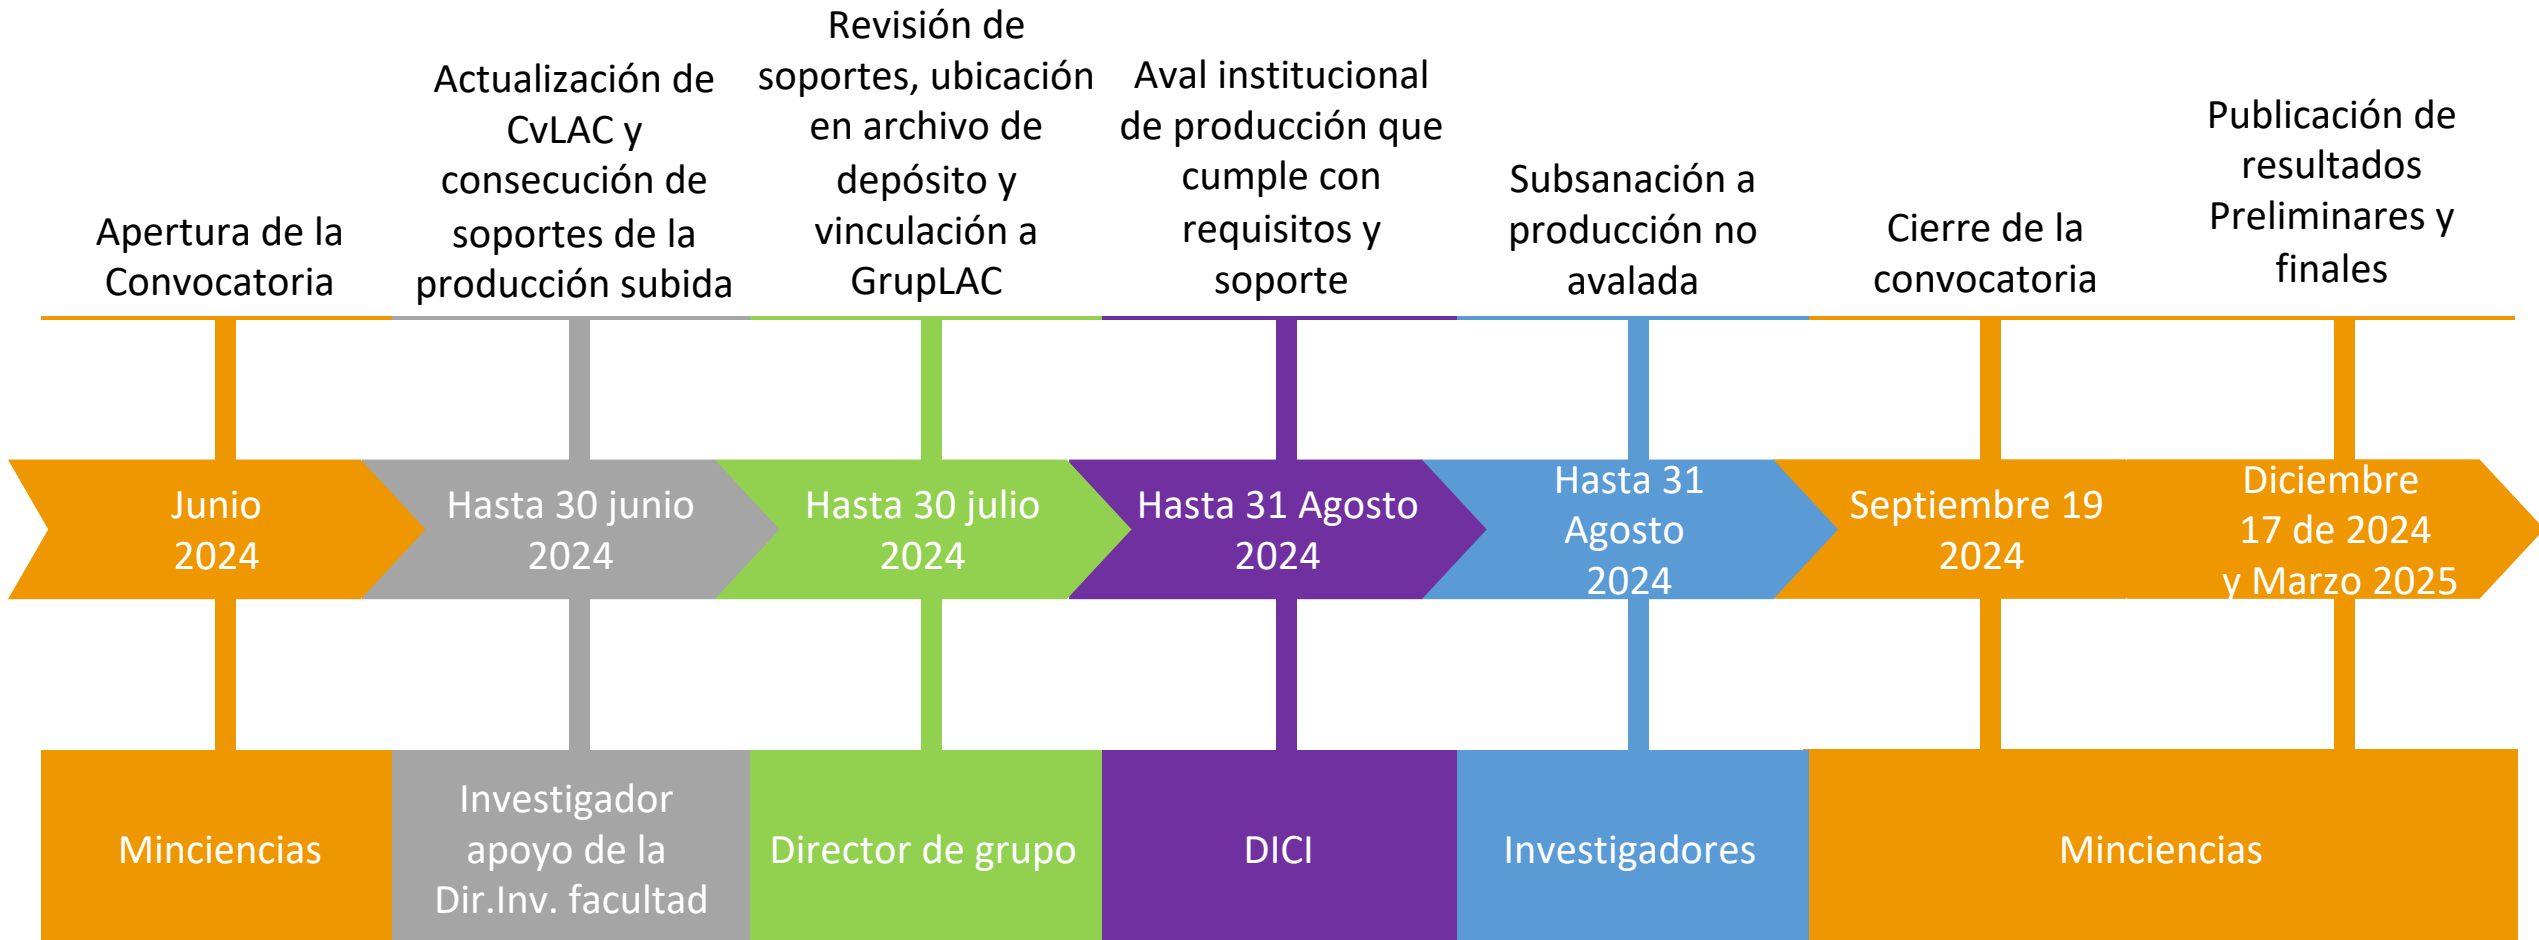 Apertura de la
Convocatoria
Actualización de
CvLAC y
consecución de
soportes de la
producción subida
Revisión de
soportes, ubicación
en archivo de
depósito y
vinculación a
GrupLAC
Aval institucional
de producción que
cumple con
requisitos y
soporte
Subsanación a
producción no
avalada
Cierre de la
convocatoria
Publicación de
resultados
Preliminares y
finales
Junio
2024
Hasta 30 junio
2024
Hasta 30 julio
2024
Hasta 31 Agosto
2024
Hasta 31
Agosto
2024
Septiembre 19
2024
Diciembre
17 de 2024
y Marzo 2025
Minciencias
Investigador
apoyo de la
Dir.Inv. facultad
Director de grupo
DICI
Investigadores
Minciencias